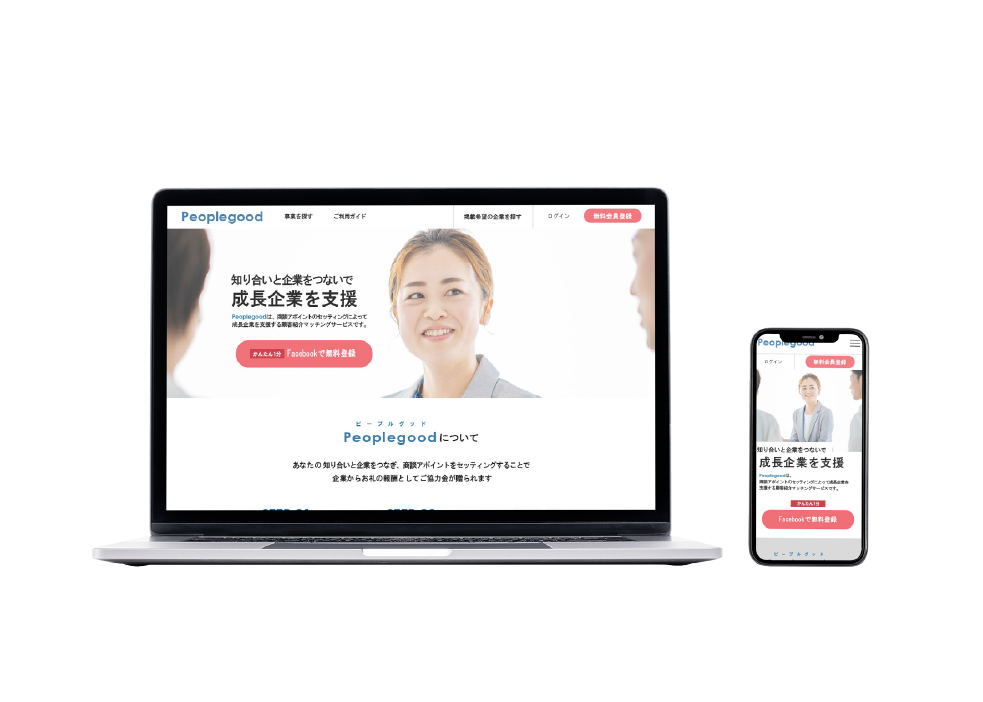 Peoplegood
事業を探す
ご利用ガイド
掲載希望の企業を探す
ログイン
無料会員登録
知り合いと企業をつないで
成長企業を支援
Peoplegoodは、商談アポイントのセッティングによって
成長企業を支援する顧客紹介マッチングサービスです。
かんたん1分 Facebookで無料登録
ピープルグッド
Peoplegoodについて
あなたの知り合いと企業をつなぎ、商談アポイントをセッティングすることで
企業からお礼の報酬としてご協力金が贈られます
Peoplegood
ログイン
無料会員登録
知り合いと企業をつないで
成長企業を支援
Peoplegoodは、
商談アポイントのセッティングによって成長企業を
支援する顧客紹介マッチングサービスです。
かんたん1分
Facebookで無料登録
ピープルグッド